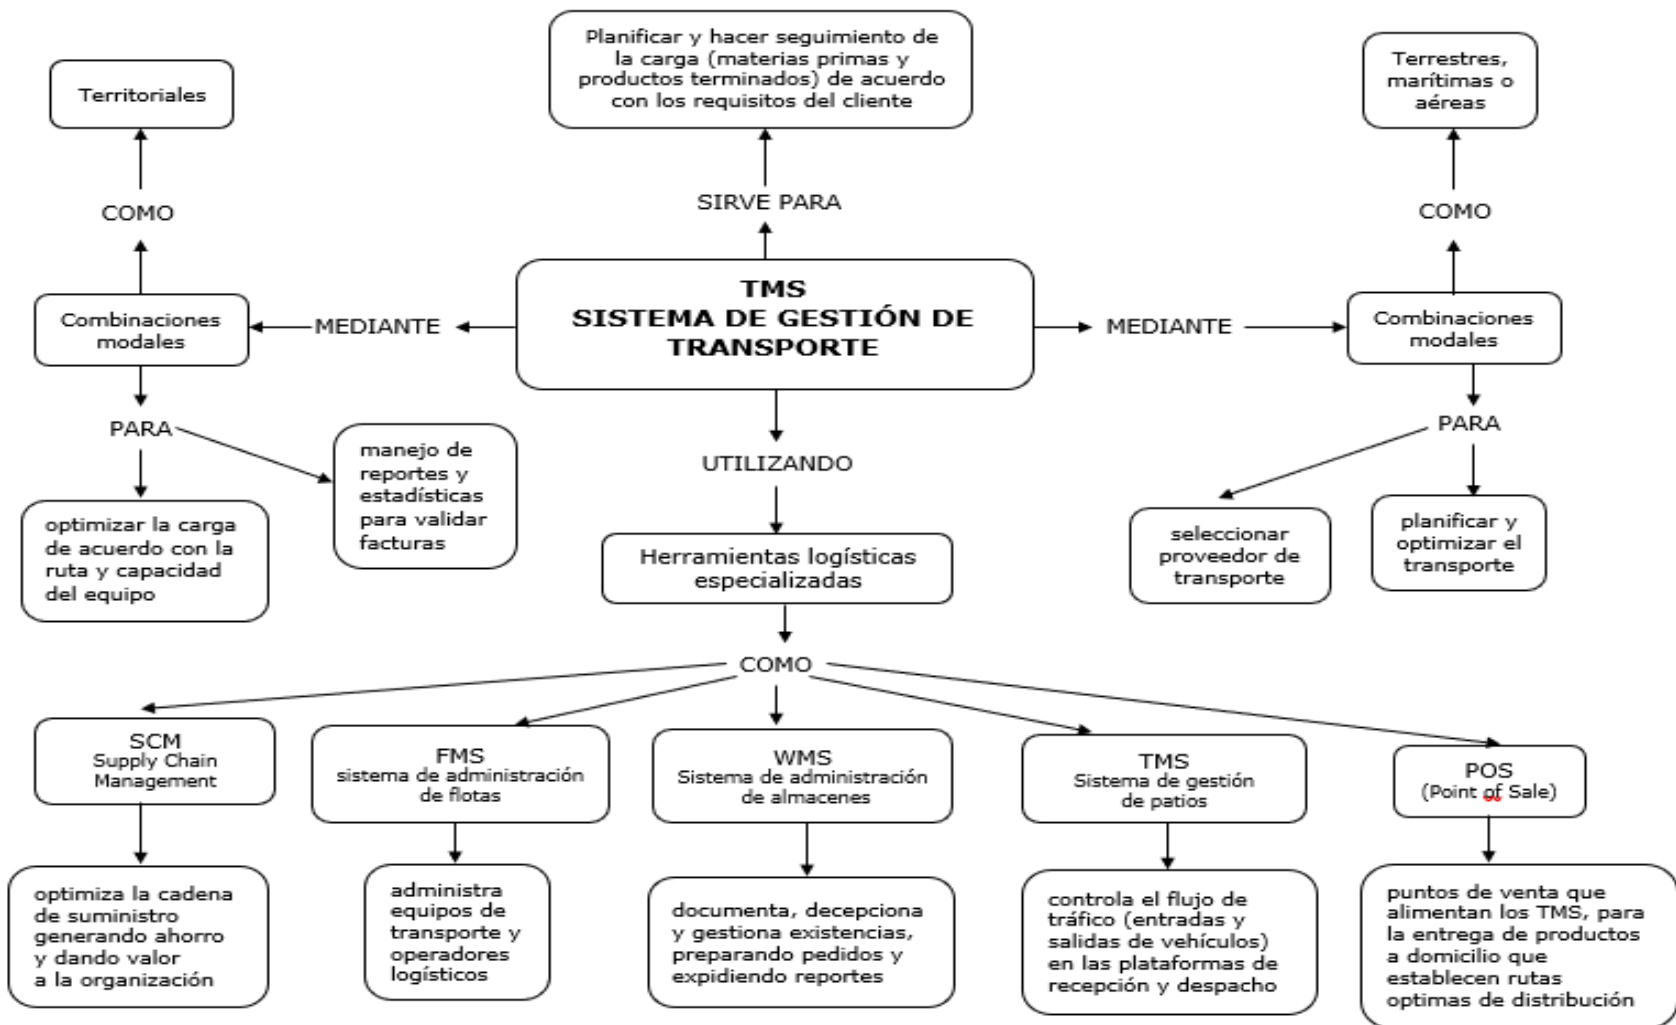 Planificar y hacer seguimiento de
la carga (materias primas y
productos terminados) de acuerdo
con los requisitos del cliente
Territoriales
Terrestres,
marítimas o
aéreas
COMO
SIRVE PARA
COMO
TMS
SISTEMA DE GESTIÓN DE
TRANSPORTE
Combinaciones
modales
MEDIANTE
MEDIANTE
Combinaciones
modales
PARA
manejo de
reportes y
estadísticas
para validar
facturas
optimizar la carga
de acuerdo con la
ruta y capacidad
del equipo
UTILIZANDO
Herramientas logísticas
especializadas
PARA
seleccionar
proveedor de
transporte
planificar y
optimizar el
transporte
COMO
SCM
Supply Chain
Management
FMS
sistema de administración
de flotas
WMS
Sistema de administración
de almacenes
TMS
Sistema de gestión
de patios
POS
(Point of Sale)
optimiza la cadena
de suministro
generando ahorro
y dando valor
a la organización
administra
equipos de
transporte y
operadores
logísticos
documenta, decepciona
y gestiona existencias,
preparando pedidos y
expidiendo reportes
controla el flujo de
tráfico (entradas y
salidas de vehículos)
en las plataformas de
recepción y despacho
puntos de venta que
alimentan los TMS, para
la entrega de productos
a domicilio que
establecen rutas
optimas de distribución